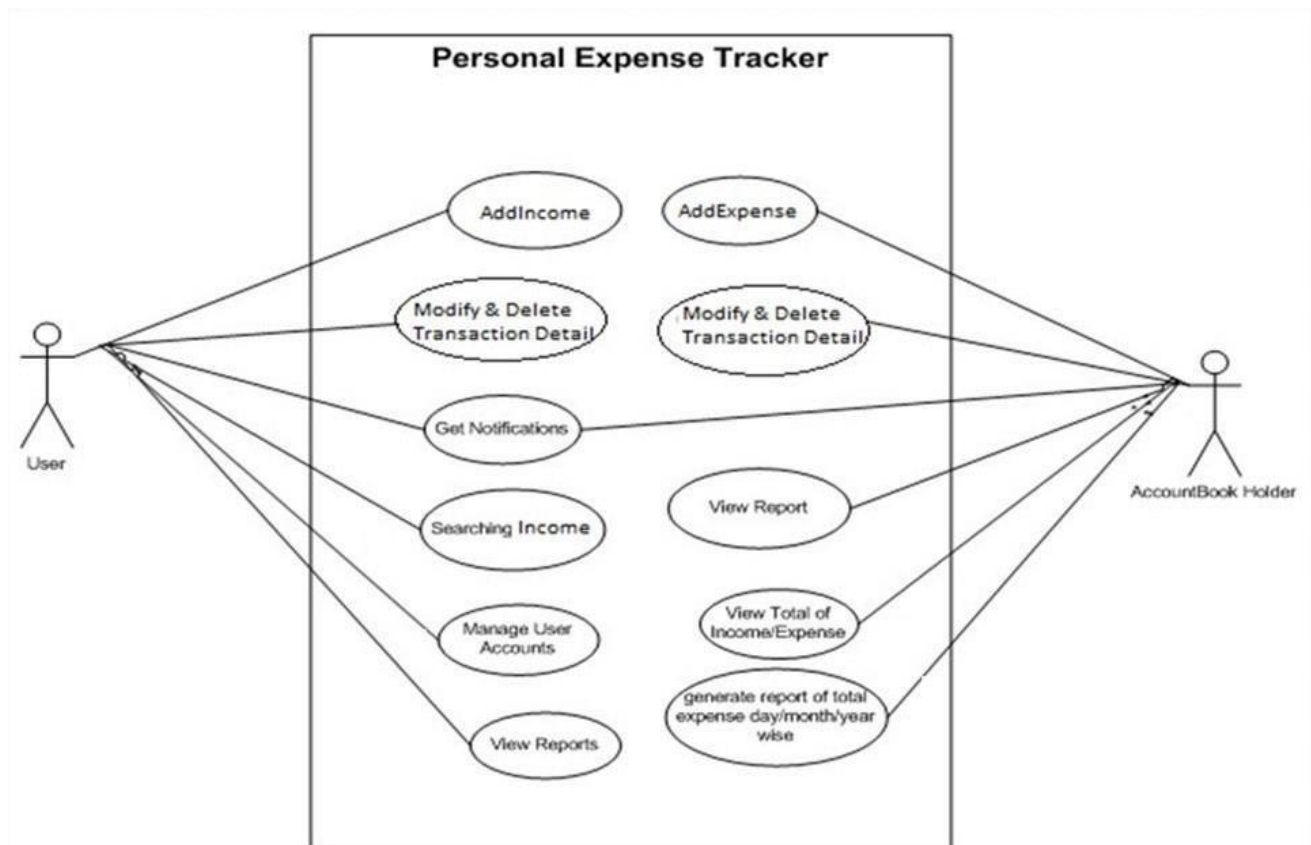 Personal Expense Tracker
AddIncome
AddExpense
Modify & Delete
Transaction Detail
Modify & Delete
Transaction Detail
Get Notifications
User
AccountBook Holder
View Report
Searching Income
View Total of
Income/Expense
Manage User
Accounts
generate report of total
expense day/month/year
wise
View Reports